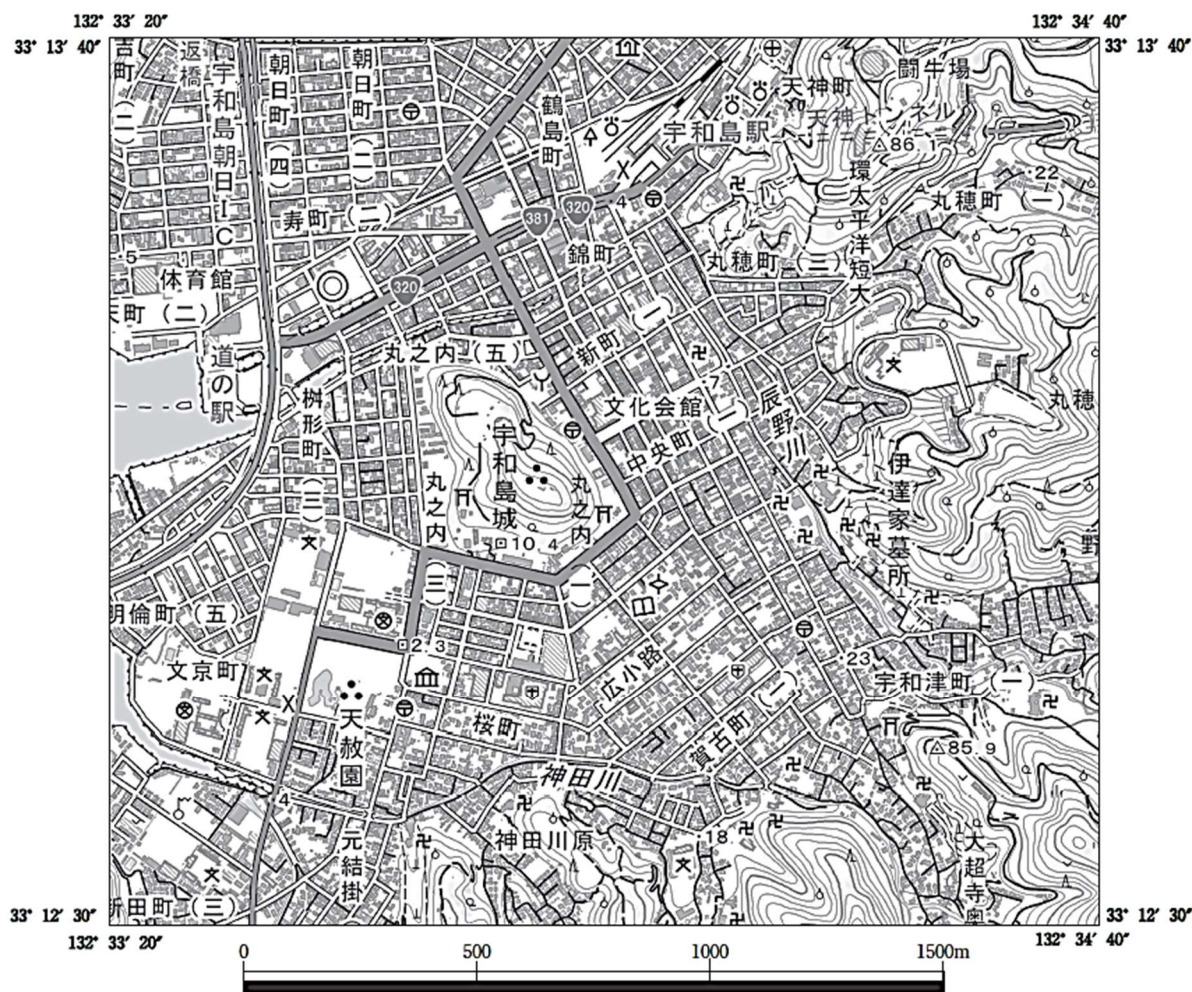 132° 33′ 20″
132° 34′ 40″
33° 13′ 40″
33° 13′ 40″
吉町(二)
返橋
宇和島朝日IC
朝日町(四)
朝日町(二)
鶴島町
天神町
闘牛場
天神トンネル
宇和島駅
86.1
環太平洋短大
22
丸穂町(一)
寿町(二)
381
320
4
錦町
丸穂町(三)
5
体育館
320
天町(二)
道の駅
丸之内(五)
新町(一)
桝形町(三)
文化会館
7
辰野川
丸穂
宇和島城
中央町(一)
伊達家墓所
丸之内(三)
丸之内(一)
10.4
野
明倫町(五)
2.3
文京町
広小路
23
宇和津町(一)
天赦園
桜町
賀古町(一)
85.9
神田川
4
元結掛
神田川原
18
大超寺奥
新田町(三)
33° 12′ 30″
33° 12′ 30″
132° 33′ 20″
132° 34′ 40″
0
500
1000
1500m